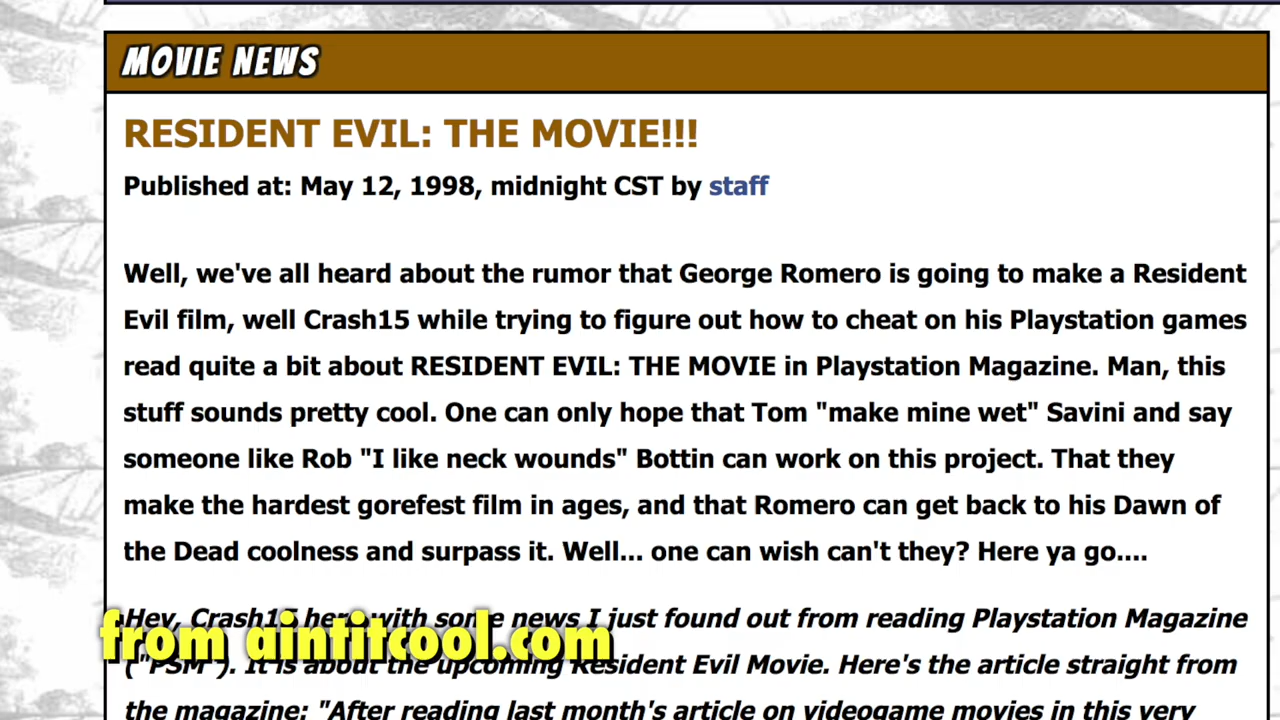 MOVIE NEWS
RESIDENT EVIL: THE MOVIE!!!
Published at: May 12, 1998, midnight CST by staff
Well, we've all heard about the rumor that George Romero is going to make a Resident
Evil film, well Crash15 while trying to figure out how to cheat on his Playstation games
read quite a bit about RESIDENT EVIL: THE MOVIE in Playstation Magazine. Man, this
stuff sounds pretty cool. One can only hope that Tom "make mine wet" Savini and say
someone like Rob "I like neck wounds" Bottin can work on this project. That they
make the hardest gorefest film in ages, and that Romero can get back to his Dawn of
the Dead coolness and surpass it. Well... one can wish can't they? Here ya go....
Hey, Crash15 here with some news I just found out from reading Playstation Magazine
from aintitcool.com
("PSM"). It is about the upcoming Resident Evil Movie. Here's the article straight from
the magazine: "After reading last month's article on videogame movies in this very